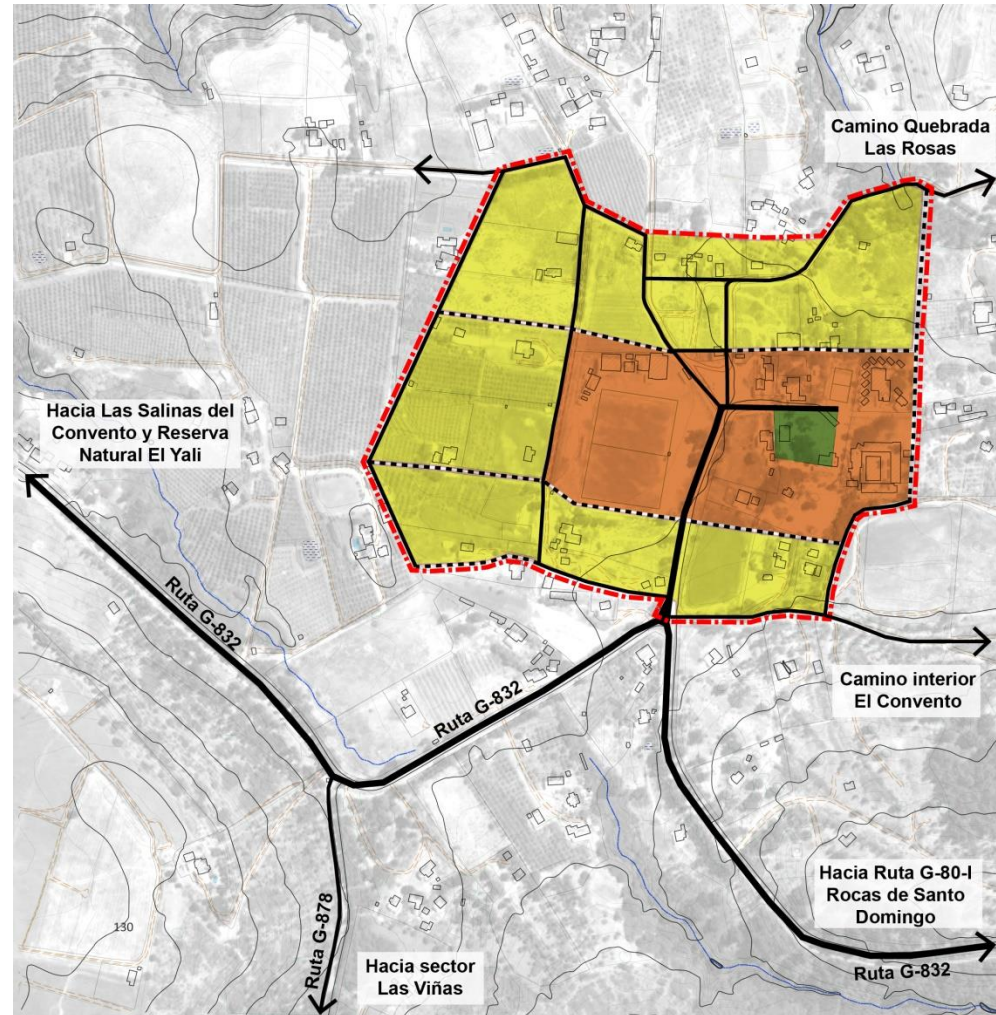 Camino Quebrada
Las Rosas
Hacia Las Salinas del
Convento y Reserva
Natural El Yali
Ruta G-832
Ruta G-832
Camino interior
El Convento
Hacia Ruta G-80-I
Rocas de Santo
Domingo
Ruta G-832
130
Ruta G-878
Hacia sector
Las Viñas